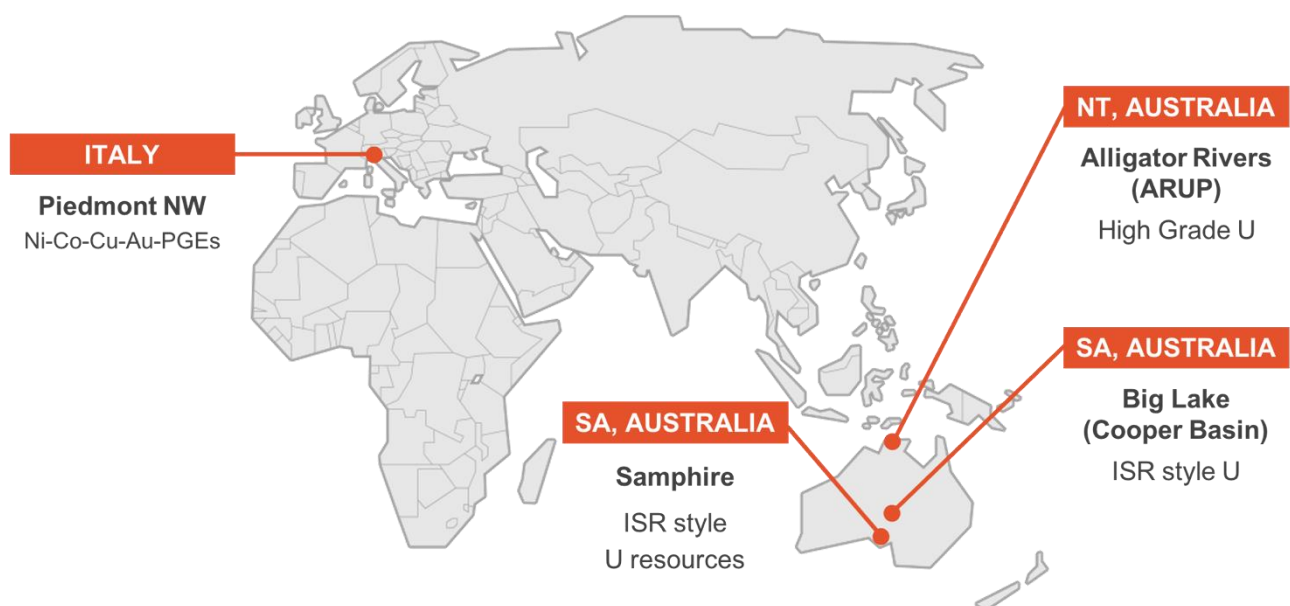 ITALY
Piedmont NW
Ni-Co-Cu-Au-PGEs
NT, AUSTRALIA
Alligator Rivers
(ARUP)
High Grade U
SA, AUSTRALIA
Big Lake
(Cooper Basin)
ISR style U
SA, AUSTRALIA
Samphire
ISR style
U resources